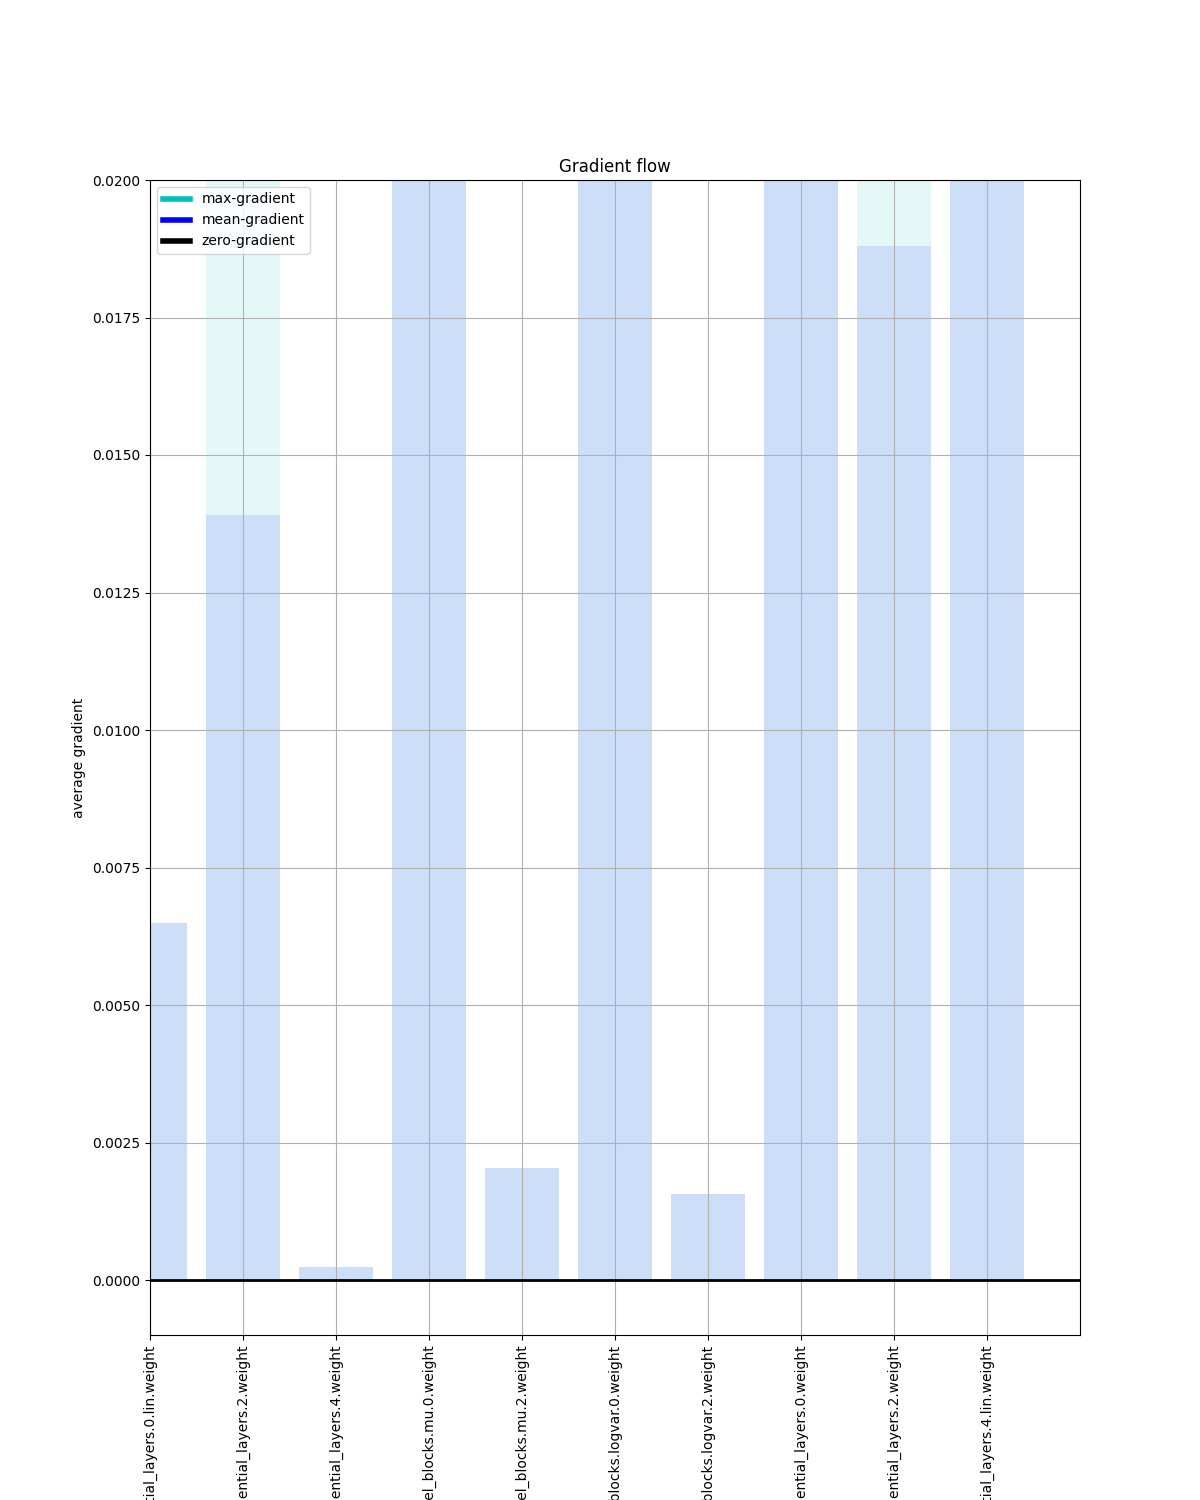 Gradient flow
max-gradient
mean-gradient
zero-gradient
average gradient
0.0200
0.0175
0.0150
0.0125
0.0100
0.0075
0.0050
0.0025
0.0000
tial_layers.0.lin.weight
ential_layers.2.weight
ential_layers.4.weight
el_blocks.mu.0.weight
el_blocks.mu.2.weight
blocks.logvar.0.weight
blocks.logvar.2.weight
ential_layers.0.weight
ential_layers.2.weight
tial_layers.4.lin.weight